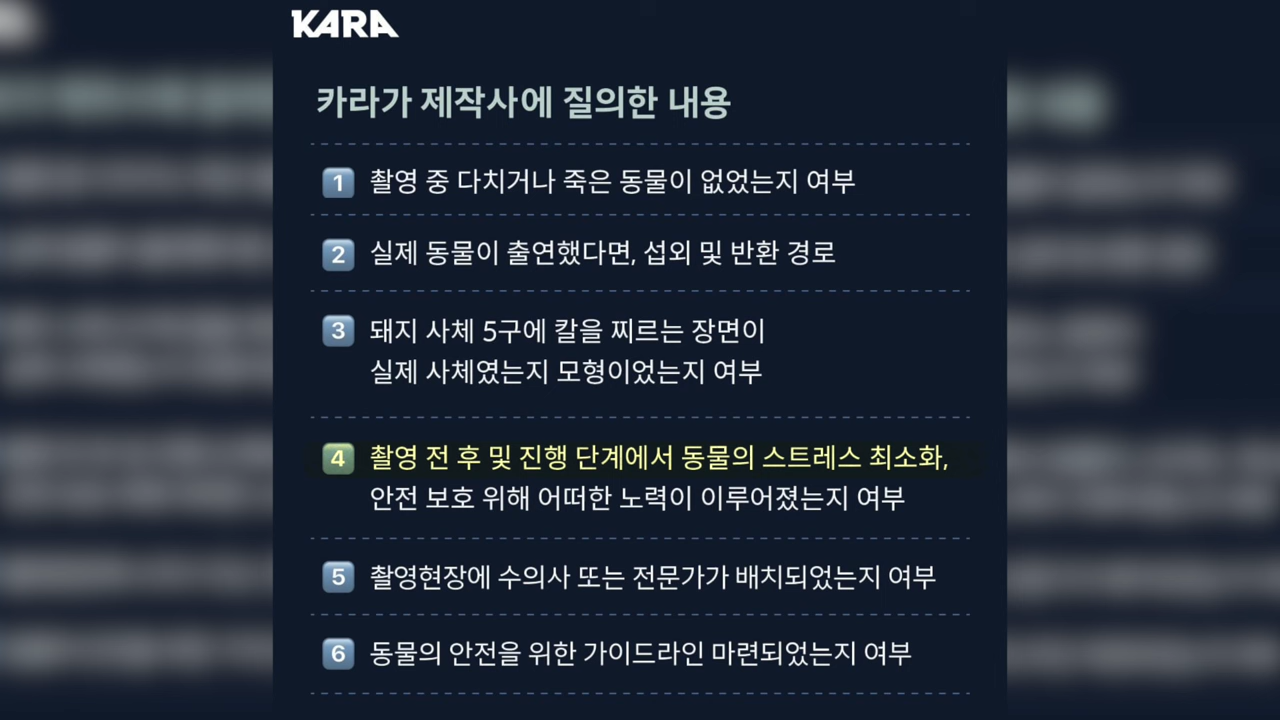 KARA
카라가 제작사에 질의한 내용
1 촬영 중 다치거나 죽은 동물이 없었는지 여부
2 실제 동물이 출연했다면, 섭외 및 반환 경로
3 돼지 사체 5구에 칼을 찌르는 장면이
실제 사체였는지 모형이었는지 여부
4 촬영 전 후 및 진행 단계에서 동물의 스트레스 최소화,
안전 보호 위해 어떠한 노력이 이루어졌는지 여부
5 촬영현장에 수의사 또는 전문가가 배치되었는지 여부
6 동물의 안전을 위한 가이드라인 마련되었는지 여부